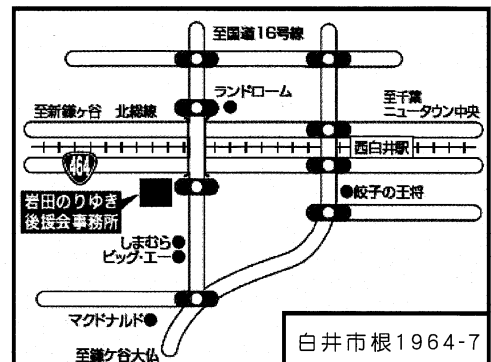 至国道16号線
ランドローム
至千葉
ニュータウン中央
至新鎌ヶ谷 北総線
西白井駅
464
岩田のりゆき
後援会事務所
餃子の王将
しまむら
ビッグ・エー
マクドナルド
至鎌ケ谷大仏
白井市根1964-7